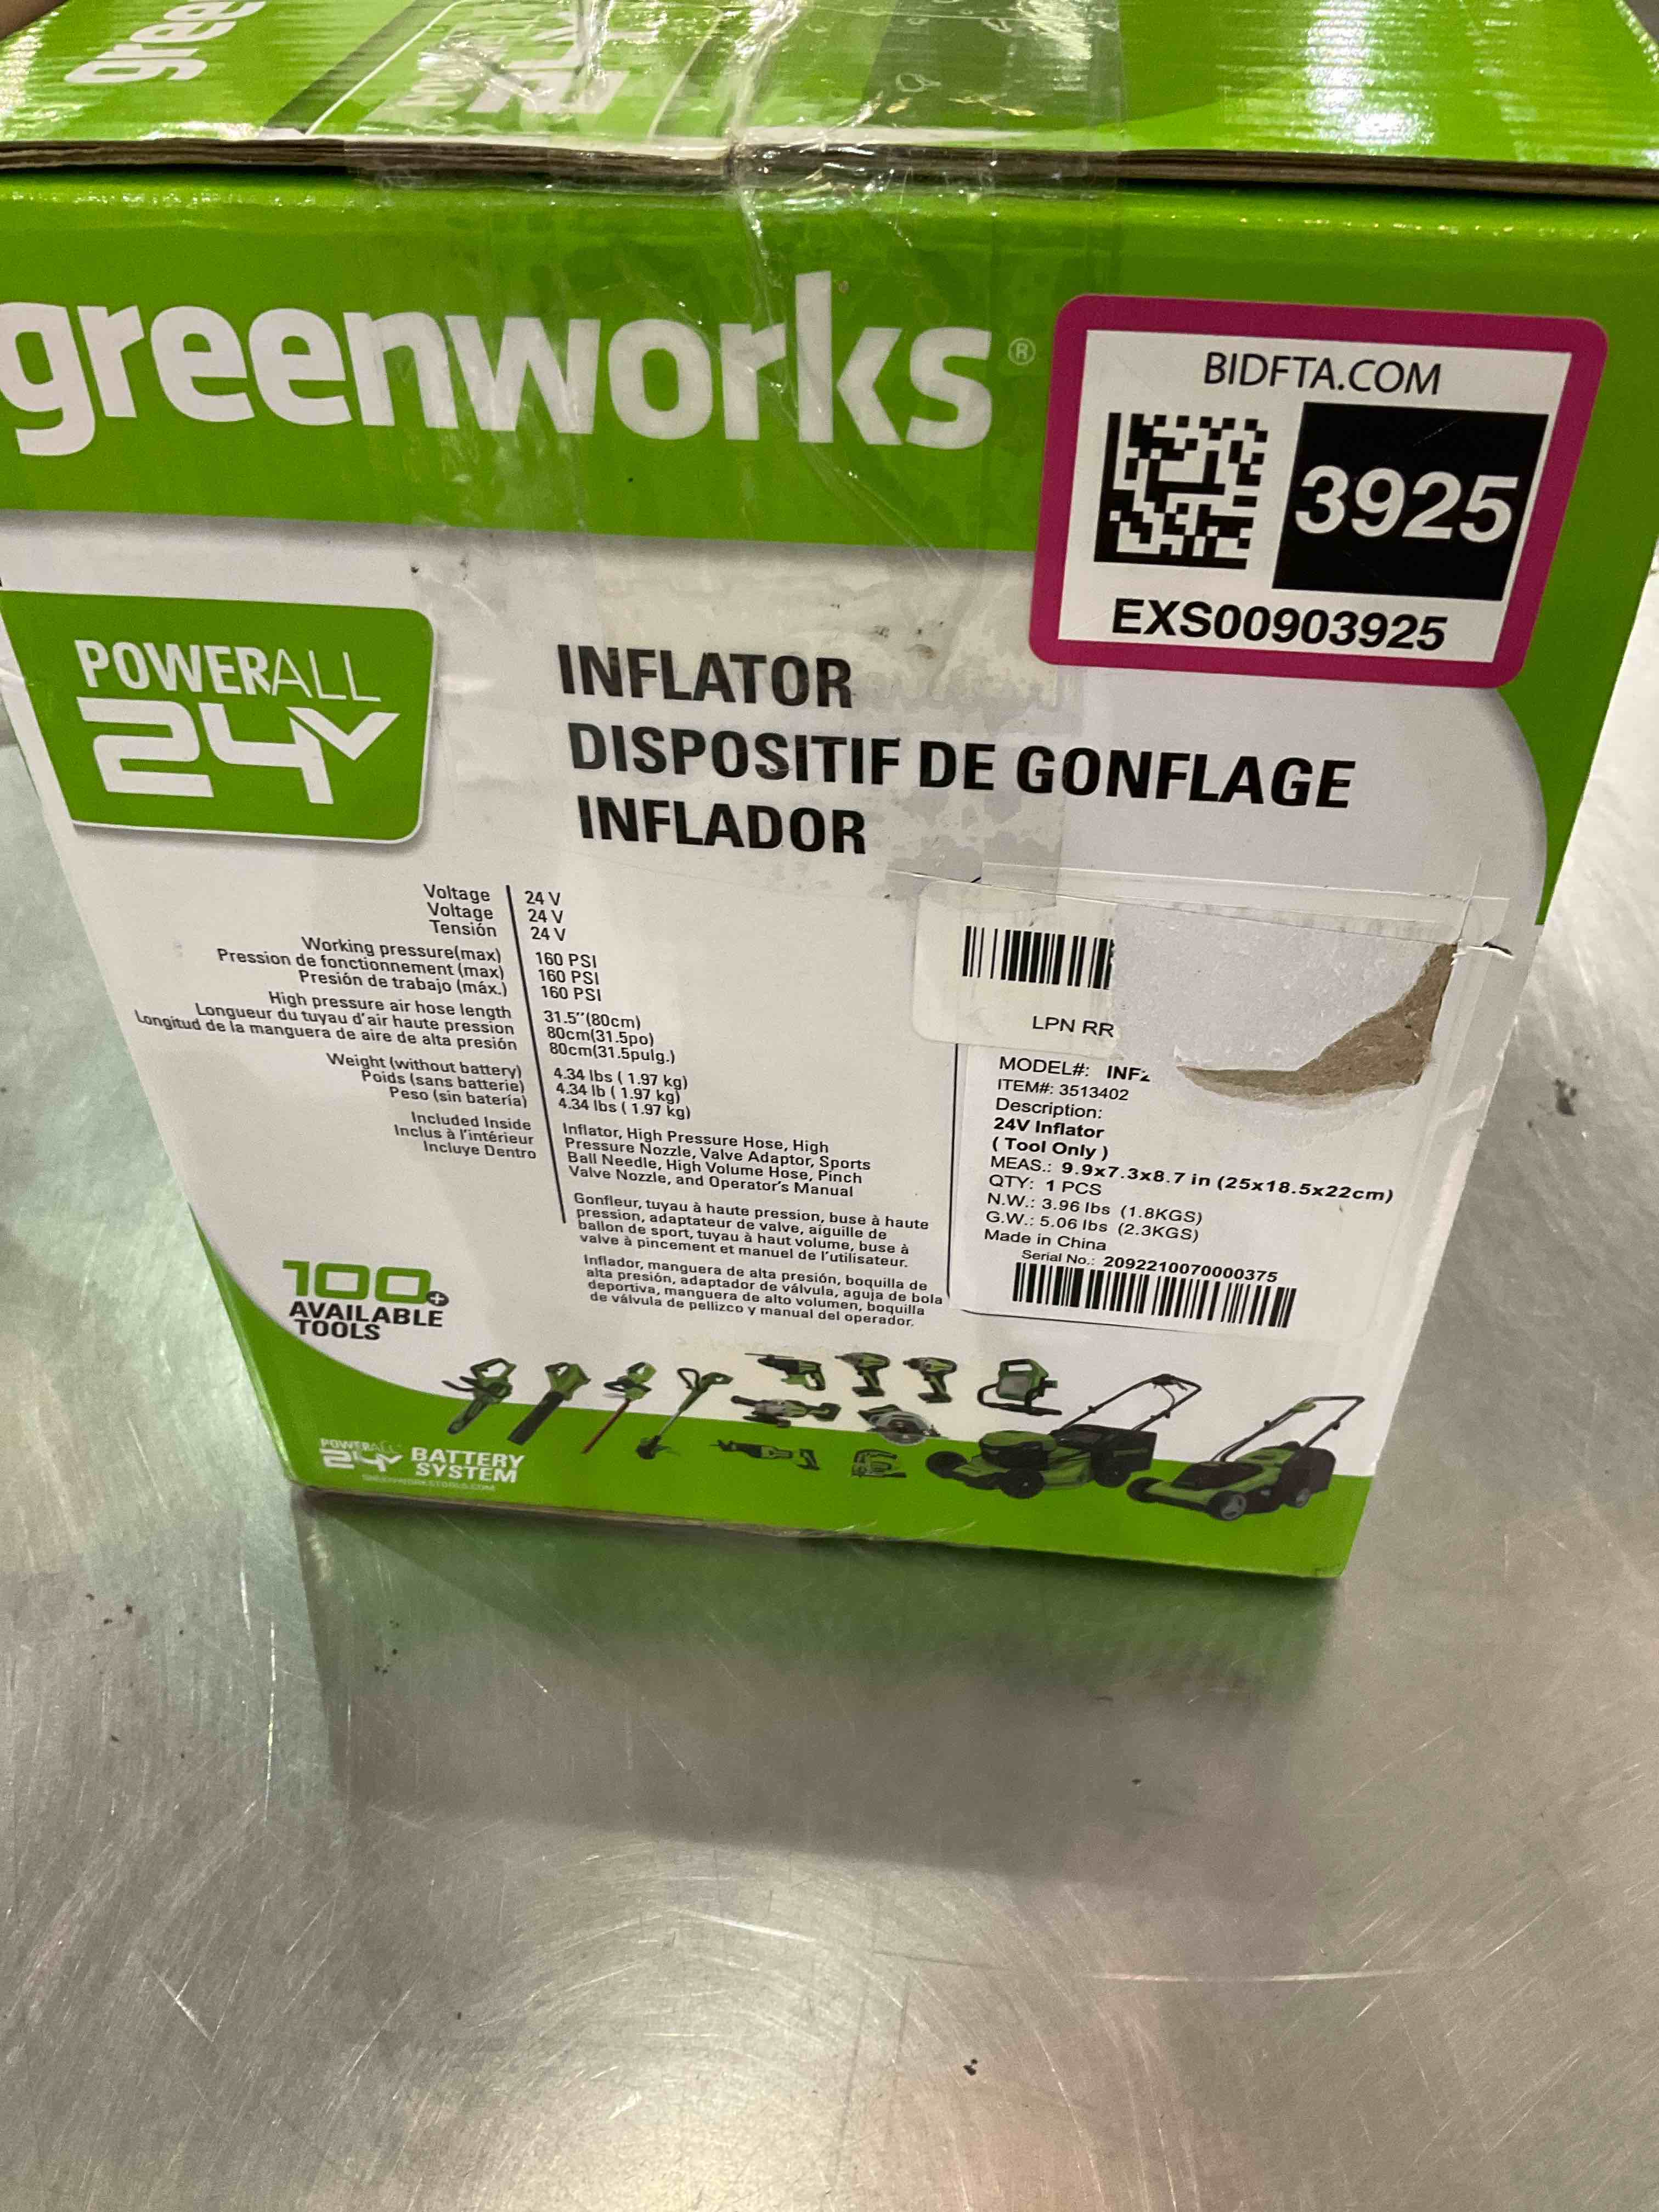 gree
greenworks®
BIDFTA.COM
3925
EXS00903925
POWERALL
24V
INFLATOR
DISPOSITIF DE GONFLAGE
INFLADOR
Voltage 24 V
Voltage 24 V
Tensión 24 V
Working pressure(max) 160 PSI
Pression de fonctionnement (max) 160 PSI
Presión de trabajo (máx.) 160 PSI
High pressure air hose length 31.5"(80cm)
Longueur du tuyau d'air haute pression 80cm(31.5po)
Longitud de la manguera de aire de alta presión 80cm(31.5pulg.)
Weight (without battery) 4.34 lbs ( 1.97 kg)
Poids (sans batterie) 4.34 lb ( 1.97 kg)
Peso (sin batería) 4.34 lbs ( 1.97 kg)
Included Inside
Inclus à l'intérieur
Incluye Dentro
Inflator, High Pressure Hose, High
Pressure Nozzle, Valve Adaptor, Sports
Ball Needle, High Volume Hose, Pinch
Valve Nozzle, and Operator's Manual
Gonfleur, tuyau à haute pression, buse à haute
pression, adaptateur de valve, aiguille de
ballon de sport, tuyau à haut volume, buse à
valve à pincement et manuel de l'utilisateur.
Inflador, manguera de alta presión, boquilla de
alta presión, adaptador de válvula, aguja de bola
deportiva, manguera de alto volumen, boquilla
de válvula de pellizco y manual del operador.
LPN RR
MODEL#: INF
ITEM#: 3513402
Description:
24V Inflator
( Tool Only )
MEAS.: 9.9x7.3x8.7 in (25x18.5x22cm)
QTY: 1 PCS
N.W.: 3.96 lbs (1.8KGS)
G.W.: 5.06 lbs (2.3KGS)
Made in China
Serial No.: 2092210070000375
100+
AVAILABLE
TOOLS
POWERALL
24V BATTERY
SYSTEM
GREENWORKSTOOLS.COM